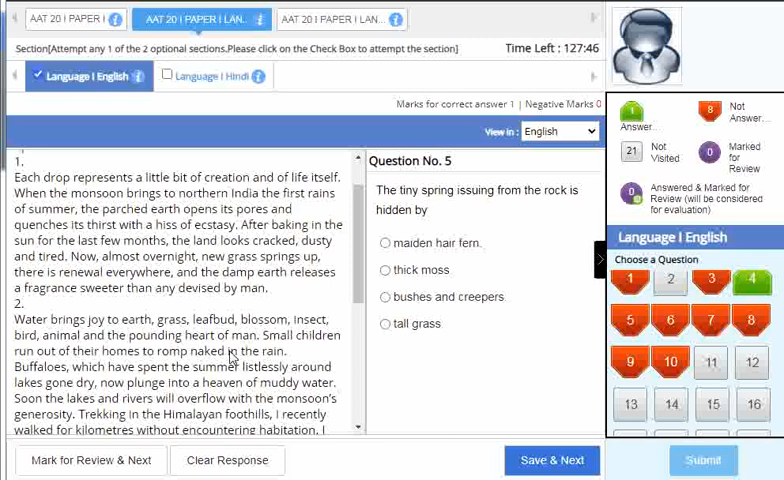 AAT 20 I PAPER I
AAT 20 I PAPER I LAN..
AAT 20 I PAPER I LAN...
Section[Attempt any 1 of the 2 optional sections.Please click on the Check Box to attempt the section]
Time Left : 127:46
Language I English
Language I Hindi
Marks for correct answer 1 | Negative Marks 0
View in : English
1.
Each drop represents a little bit of creation and of life itself.
When the monsoon brings to northern India the first rains
of summer, the parched earth opens its pores and
quenches its thirst with a hiss of ecstasy. After baking in the
sun for the last few months, the land looks cracked, dusty
and tired. Now, almost overnight, new grass springs up,
there is renewal everywhere, and the damp earth releases
a fragrance sweeter than any devised by man.
2.
Water brings joy to earth, grass, leafbud, blossom, insect,
bird, animal and the pounding heart of man. Small children
run out of their homes to romp naked in the rain.
Buffaloes, which have spent the summer listlessly around
lakes gone dry, now plunge into a heaven of muddy water.
Soon the lakes and rivers will overflow with the monsoon's
generosity. Trekking in the Himalayan foothills, I recently
walked for kilometres without encountering habitation. I
Question No. 5
The tiny spring issuing from the rock is
hidden by
maiden hair fern.
thick moss
bushes and creepers
tall grass
Mark for Review & Next
Clear Response
Save & Next
1
Answer...
8
Not
Answer...
21
Not
Visited
0
Marked
for
Review
0
Answered & Marked for
Review (will be considered
for evaluation)
Language I English
Choose a Question
1 2 3 4
5 6 7 8
9 10 11 12
13 14 15 16
Submit